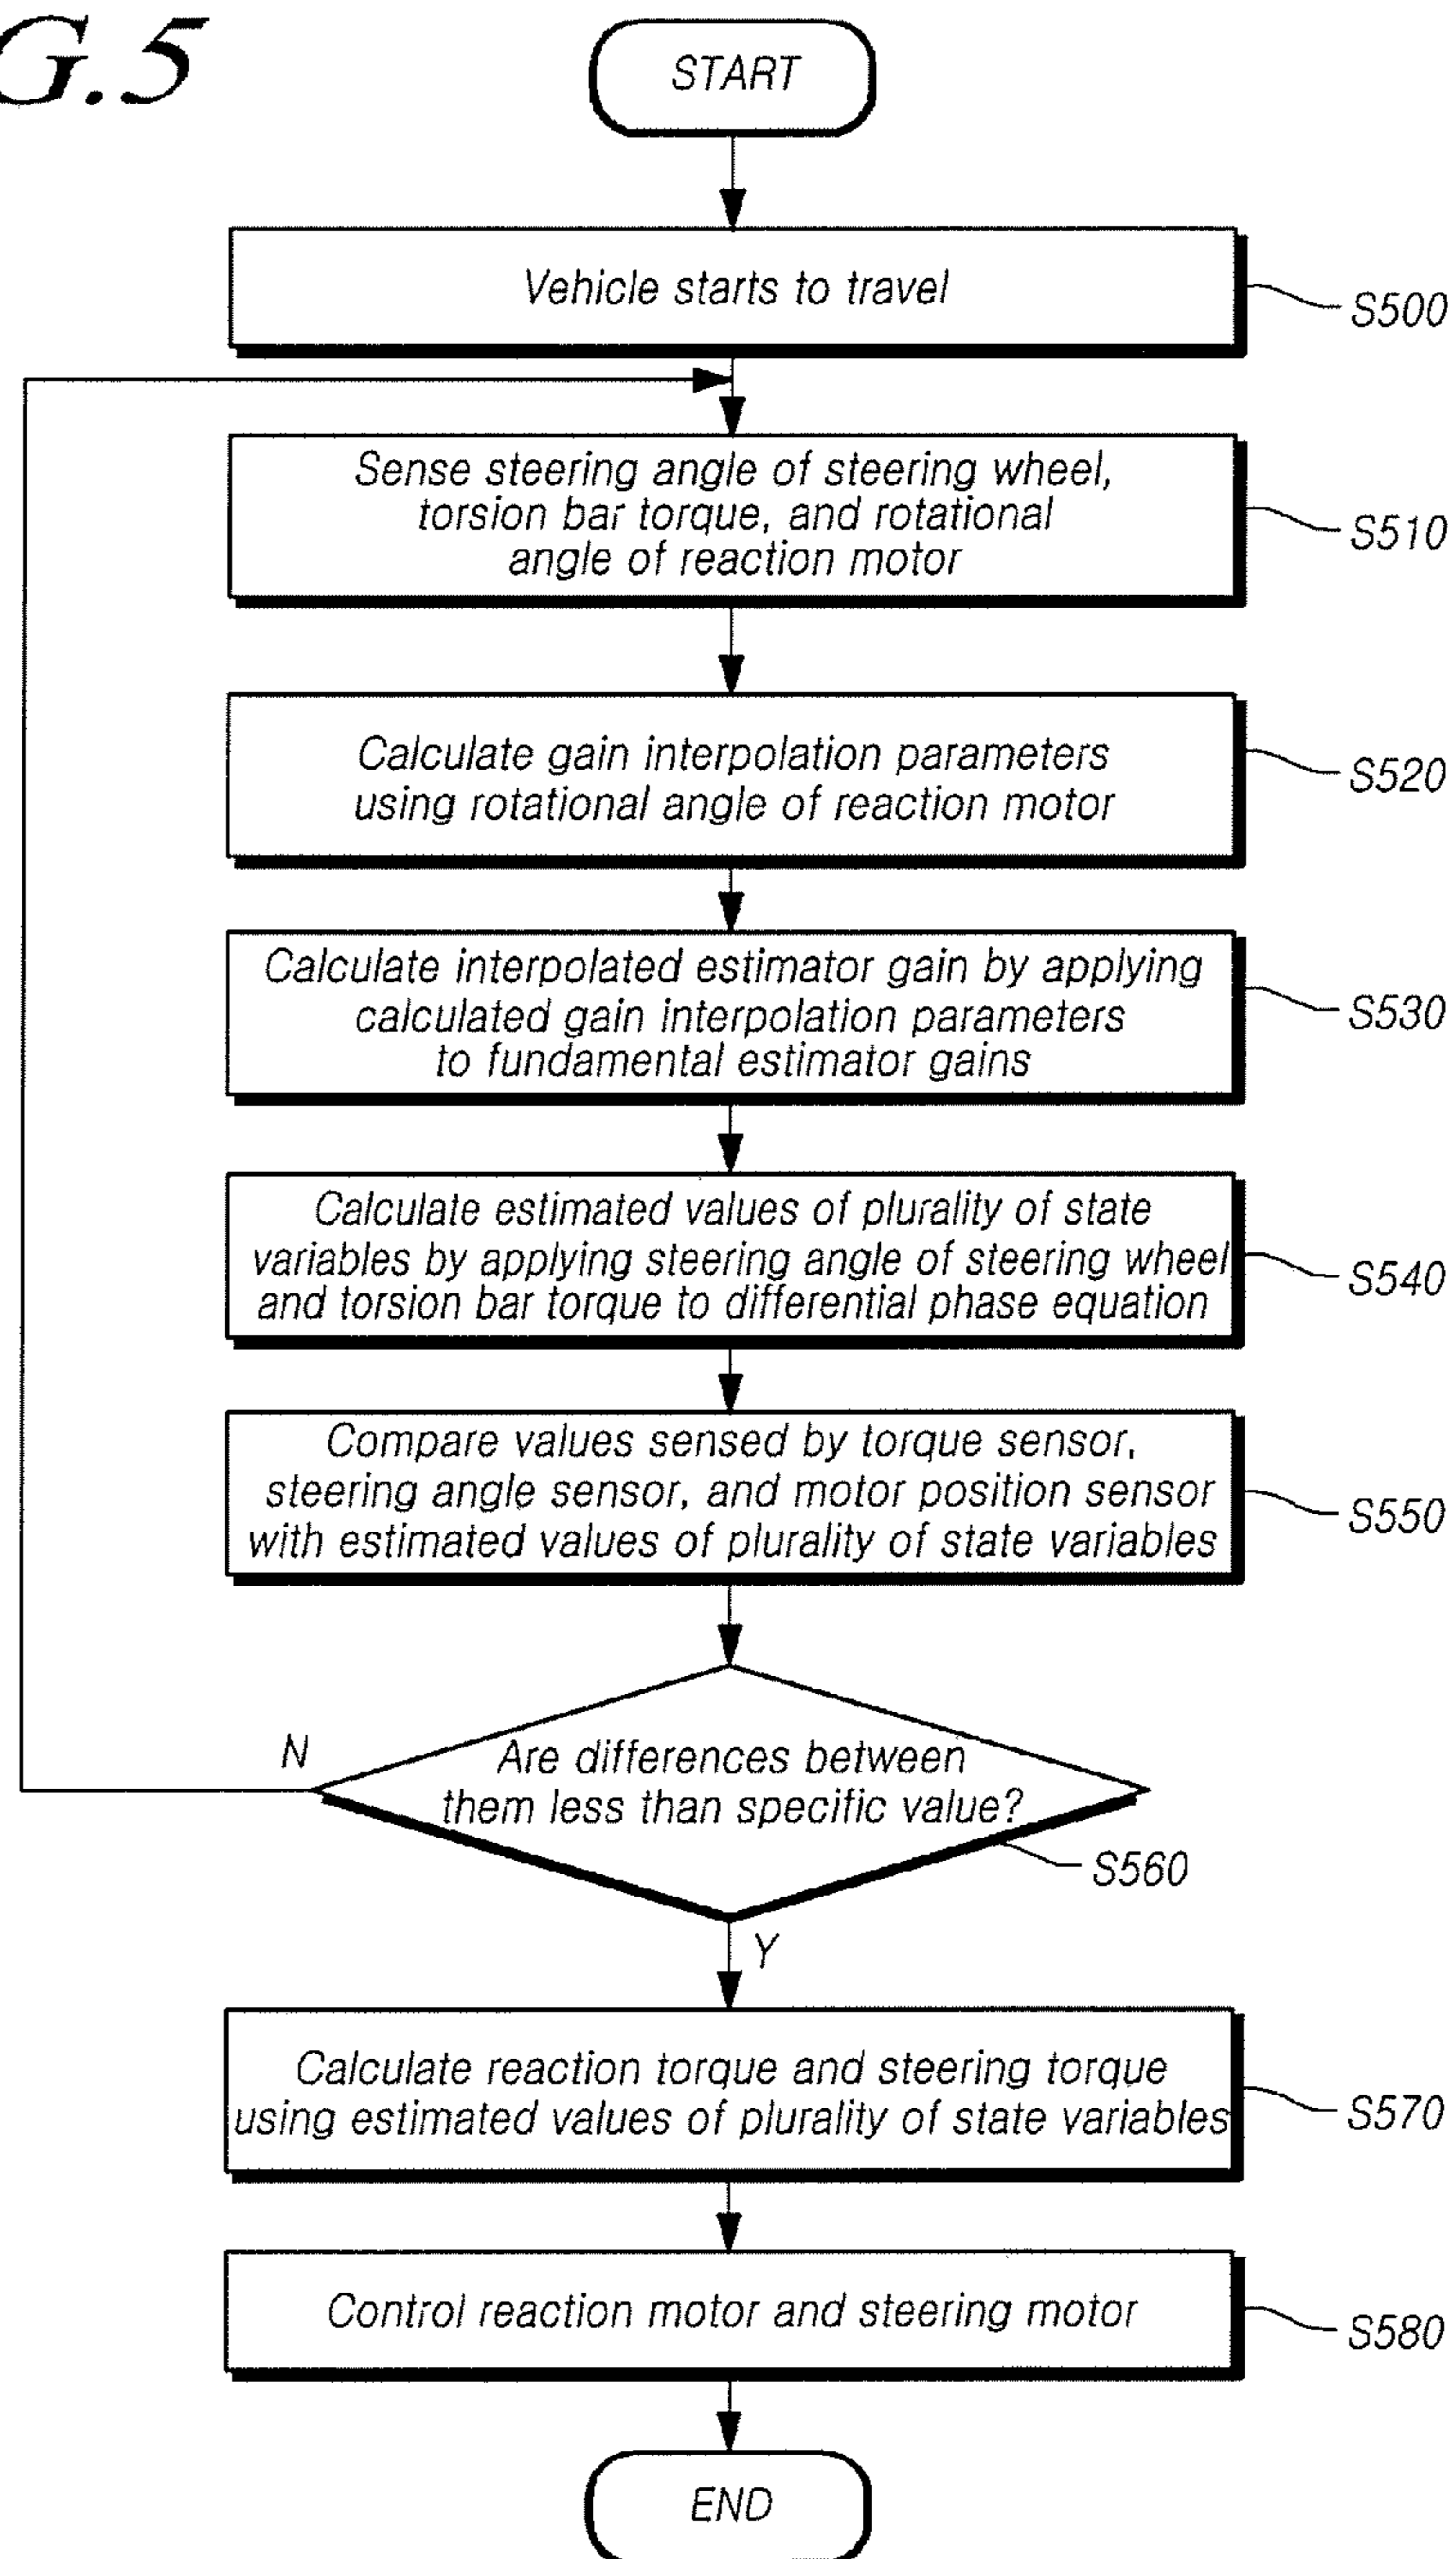 G.5
START
Vehicle starts to travel
S500
Sense steering angle of steering wheel,
torsion bar torque, and rotational
angle of reaction motor
S510
Calculate gain interpolation parameters
using rotational angle of reaction motor
S520
Calculate interpolated estimator gain by applying
calculated gain interpolation parameters
to fundamental estimator gains
S530
Calculate estimated values of plurality of state
variables by applying steering angle of steering wheel
and torsion bar torque to differential phase equation
S540
Compare values sensed by torque sensor,
steering angle sensor, and motor position sensor
with estimated values of plurality of state variables
S550
N
Are differences between
them less than specific value?
S560
Y
Calculate reaction torque and steering torque
using estimated values of plurality of state variables
S570
Control reaction motor and steering motor
S580
END